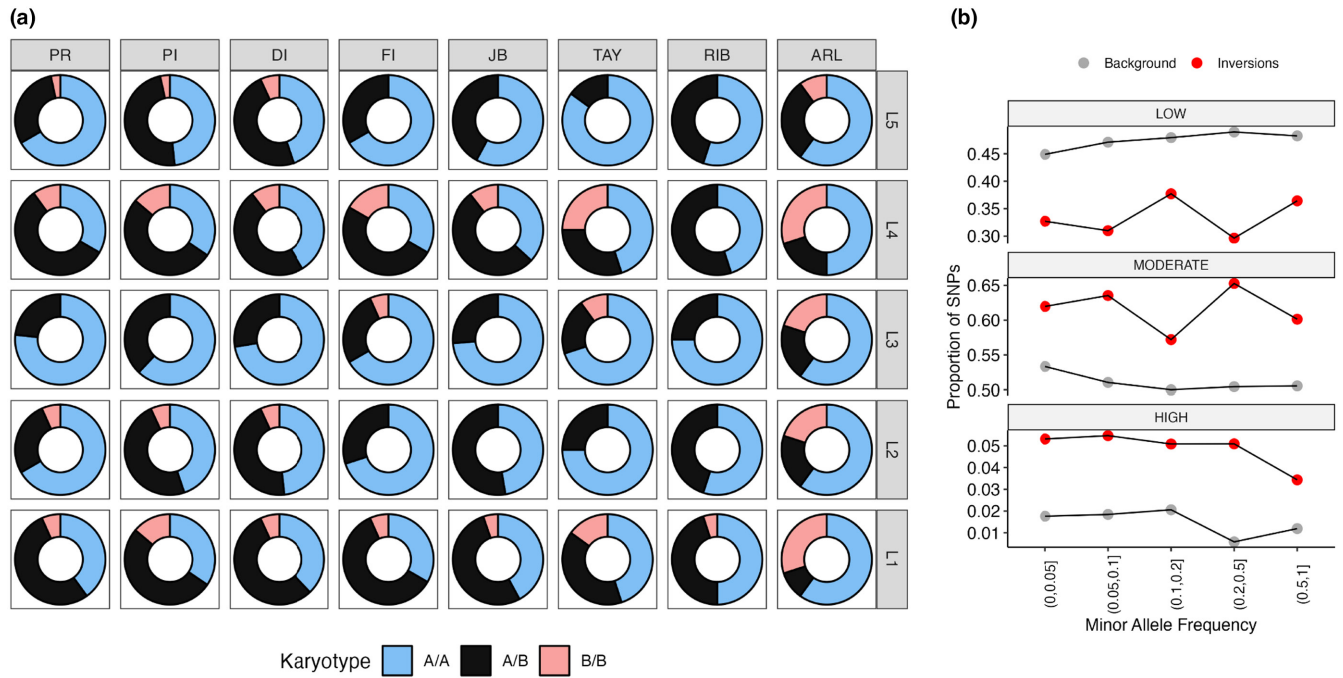 (a)
PR PI DI FI JB TAY RIB ARL
L5
L4
L3
L2
L1
Karyotype A/A A/B B/B
(b)
Background Inversions
LOW
0.45
0.40
0.35
0.30
MODERATE
0.65
0.60
0.55
0.50
HIGH
0.05
0.04
0.03
0.02
0.01
Proportion of SNPs
(0,0.05] (0.05,0.1] (0.1,0.2] (0.2,0.5] (0.5,1]
Minor Allele Frequency